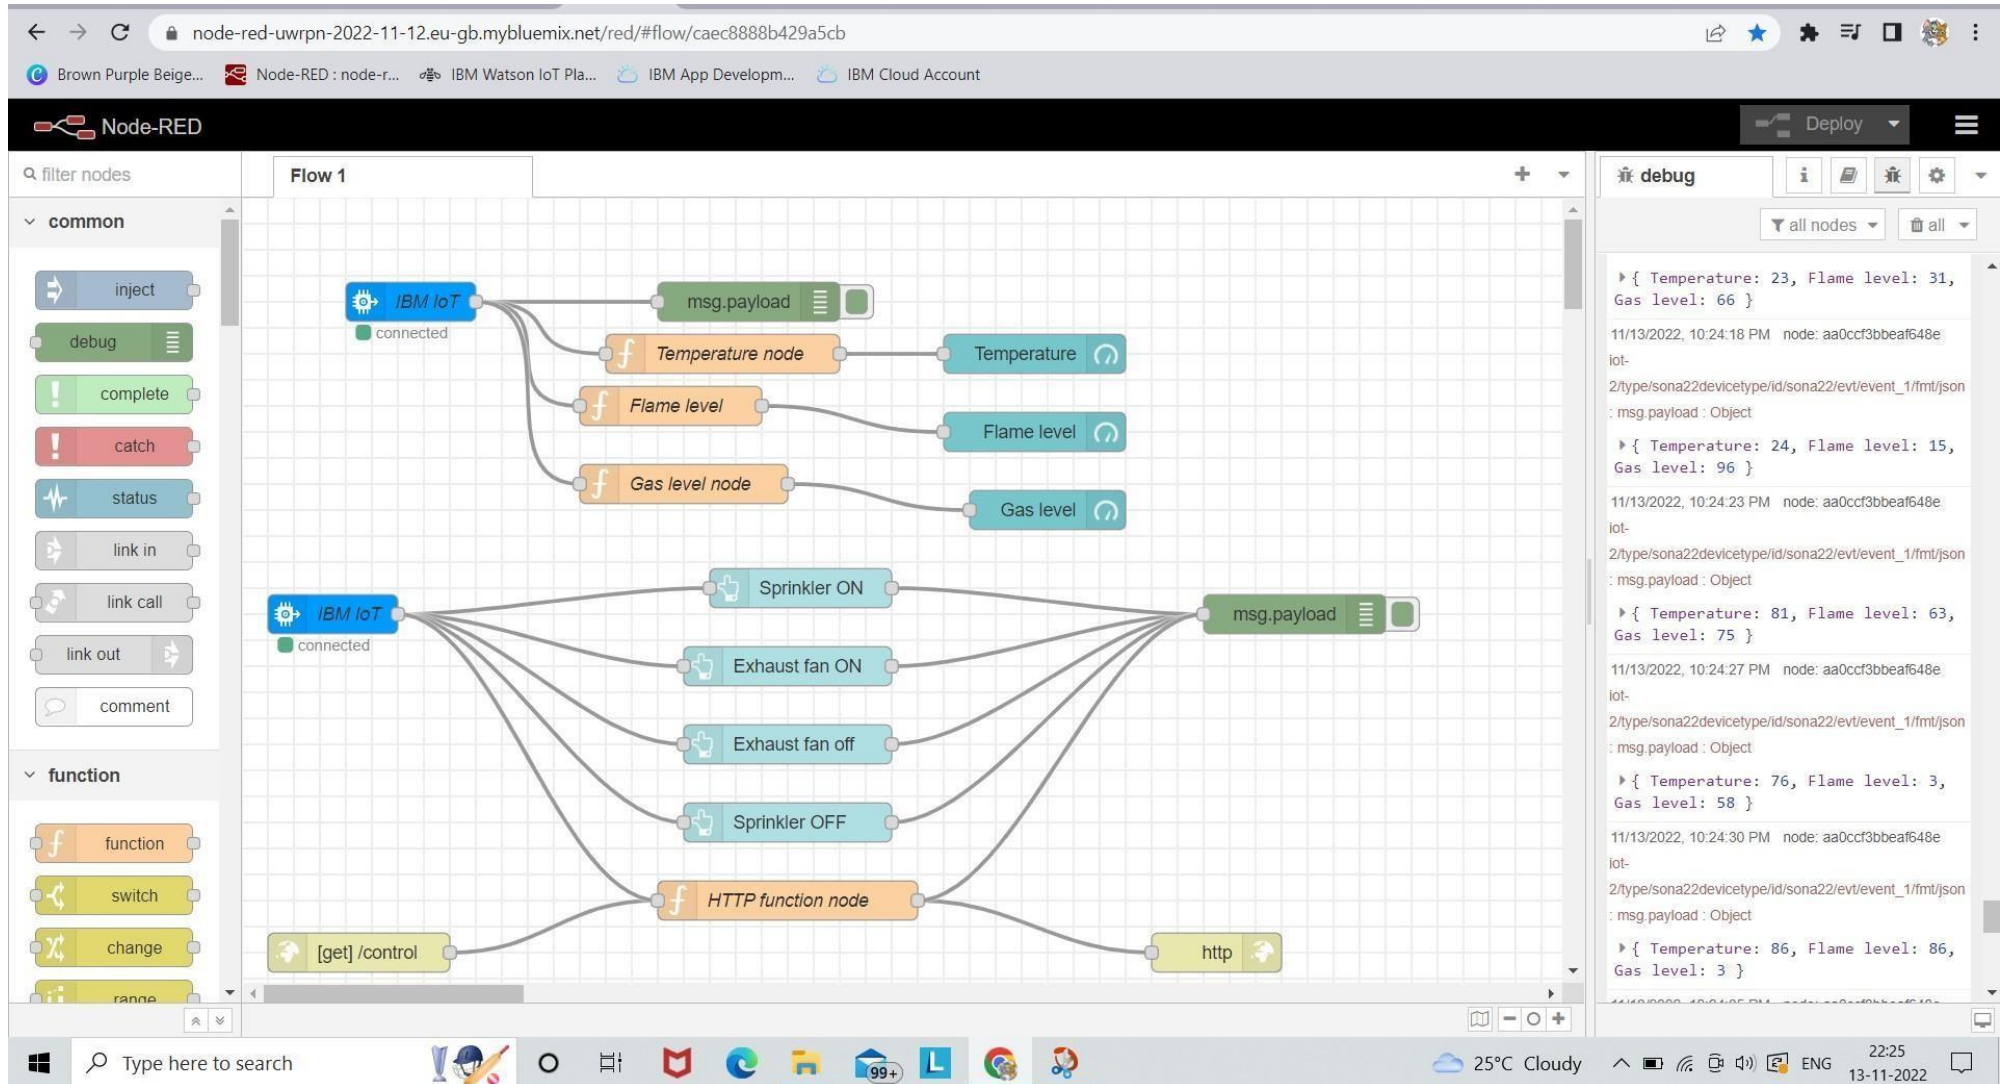 node-red-uwrpn-2022-11-12.eu-gb.mybluemix.net/red/#flow/caec8888b429a5cb
Brown Purple Beige... Node-RED : node-r... IBM Watson IoT Pla... IBM App Developm... IBM Cloud Account
Node-RED
Deploy
filter nodes
Flow 1
debug
common
all nodes
all
inject
debug
complete
catch
status
link in
link call
link out
comment
function
function
switch
change
range
IBM IoT
connected
msg.payload
Temperature node
Temperature
Flame level
Flame level
Gas level node
Gas level
IBM IoT
connected
Sprinkler ON
Exhaust fan ON
Exhaust fan off
Sprinkler OFF
msg.payload
HTTP function node
[get] /control
http
{ Temperature: 23, Flame level: 31,
Gas level: 66 }
11/13/2022, 10:24:18 PM node: aa0ccf3bbeaf648e
iot-
2/type/sona22devicetype/id/sona22/evt/event_1/fmt/json
: msg.payload : Object
{ Temperature: 24, Flame level: 15,
Gas level: 96 }
11/13/2022, 10:24:23 PM node: aa0ccf3bbeaf648e
iot-
2/type/sona22devicetype/id/sona22/evt/event_1/fmt/json
: msg.payload : Object
{ Temperature: 81, Flame level: 63,
Gas level: 75 }
11/13/2022, 10:24:27 PM node: aa0ccf3bbeaf648e
iot-
2/type/sona22devicetype/id/sona22/evt/event_1/fmt/json
: msg.payload : Object
{ Temperature: 76, Flame level: 3,
Gas level: 58 }
11/13/2022, 10:24:30 PM node: aa0ccf3bbeaf648e
iot-
2/type/sona22devicetype/id/sona22/evt/event_1/fmt/json
: msg.payload : Object
{ Temperature: 86, Flame level: 86,
Gas level: 3 }
Type here to search
99+
L
25°C Cloudy
ENG
22:25
13-11-2022